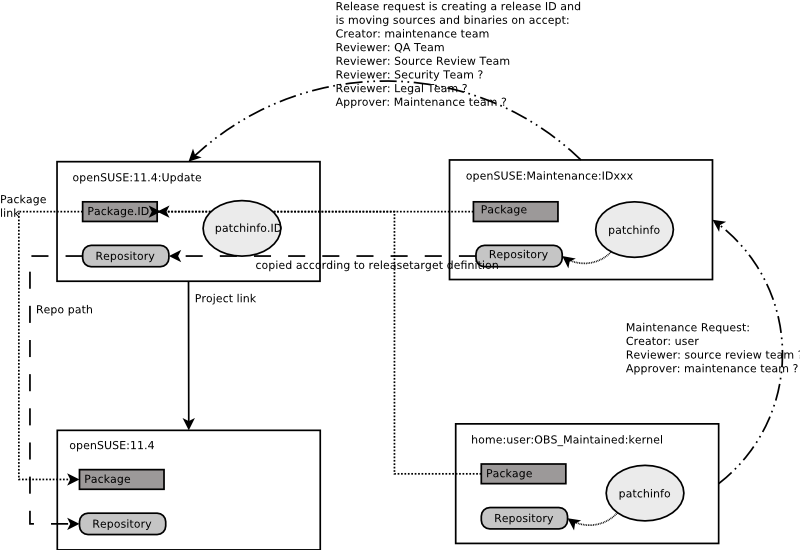 Release request is creating a release ID and
is moving sources and binaries on accept:
Creator: maintenance team
Reviewer: QA Team
Reviewer: Source Review Team
Reviewer: Security Team ?
Reviewer: Legal Team ?
Approver: Maintenance team ?
openSUSE:11.4:Update
Package.ID
patchinfo.ID
Repository
openSUSE:Maintenance:IDxxx
Package
patchinfo
Repository
Package
link
copied according to releasetarget definition
Repo path
Project link
Maintenance Request:
Creator: user
Reviewer: source review team ?
Approver: maintenance team ?
openSUSE:11.4
Package
Repository
home:user:OBS_Maintained:kernel
Package
patchinfo
Repository